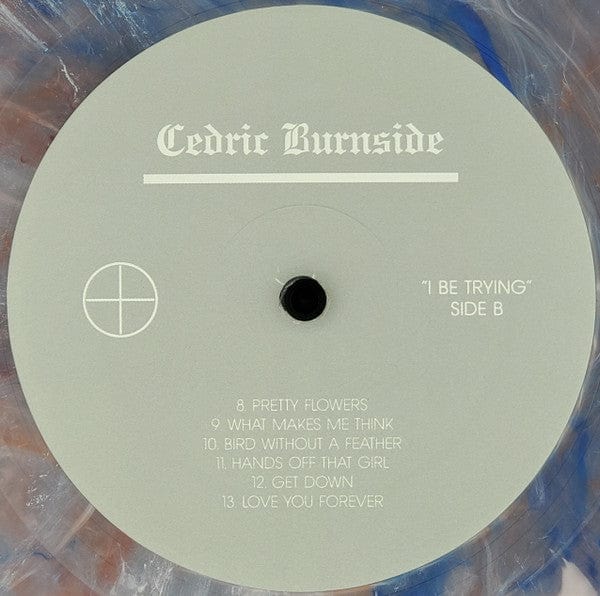 Cedric Burnside
"I BE TRYING"
SIDE B
8. PRETTY FLOWERS
9. WHAT MAKES ME THINK
10. BIRD WITHOUT A FEATHER
11. HANDS OFF THAT GIRL
12. GET DOWN
13. LOVE YOU FOREVER